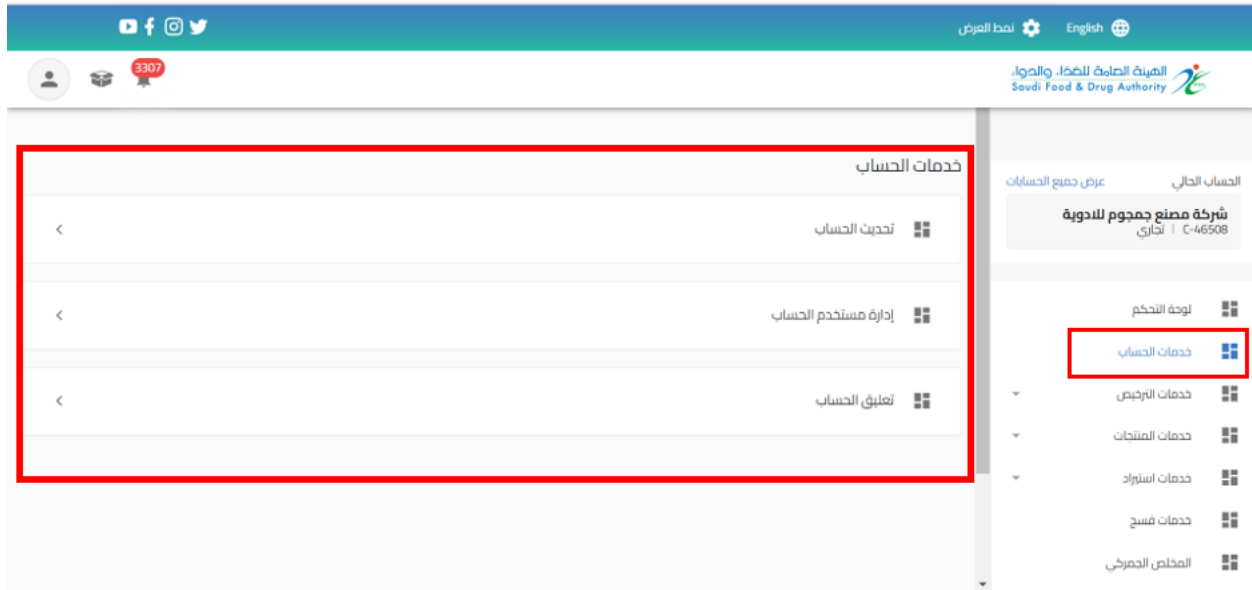 English
نمط العرض
الهيئة العامة للغذاء والدواء
Saudi Food & Drug Authority
3307
الحساب الحالي
عرض جميع الحسابات
شركة مصنع جمجوم للادوية
C-46508 | تجاري
لوحة التحكم
خدمات الحساب
خدمات الترخيص
خدمات المنتجات
خدمات استيراد
خدمات فسح
المخلص الجمركي
خدمات الحساب
تحديث الحساب
إدارة مستخدم الحساب
تعليق الحساب